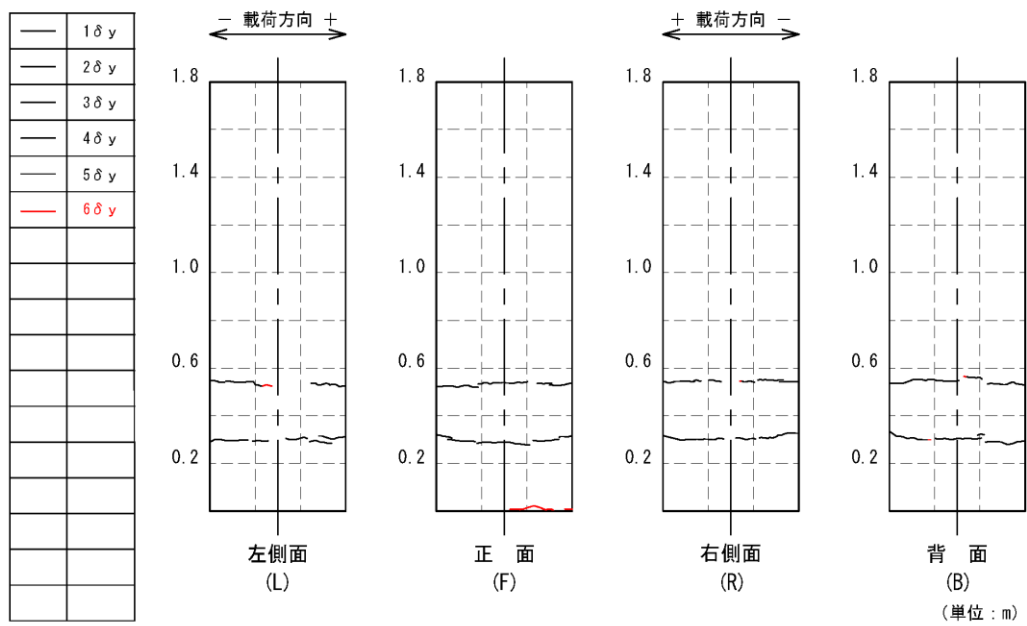 1δy
2δy
3δy
4δy
5δy
6δy
− 載荷方向 +
1.8
1.4
1.0
0.6
0.2
左側面
(L)
1.8
1.4
1.0
0.6
0.2
正 面
(F)
+ 載荷方向 −
1.8
1.4
1.0
0.6
0.2
右側面
(R)
1.8
1.4
1.0
0.6
0.2
背 面
(B)
(単位:m)